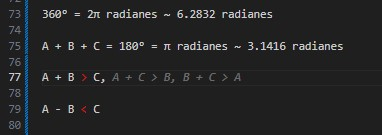 73 360° = 2π radianes ~ 6.2832 radianes
74
75 A + B + C = 180° = π radianes ~ 3.1416 radianes
76
77 A + B > C, A + C > B, B + C > A
78
79 A - B < C
80